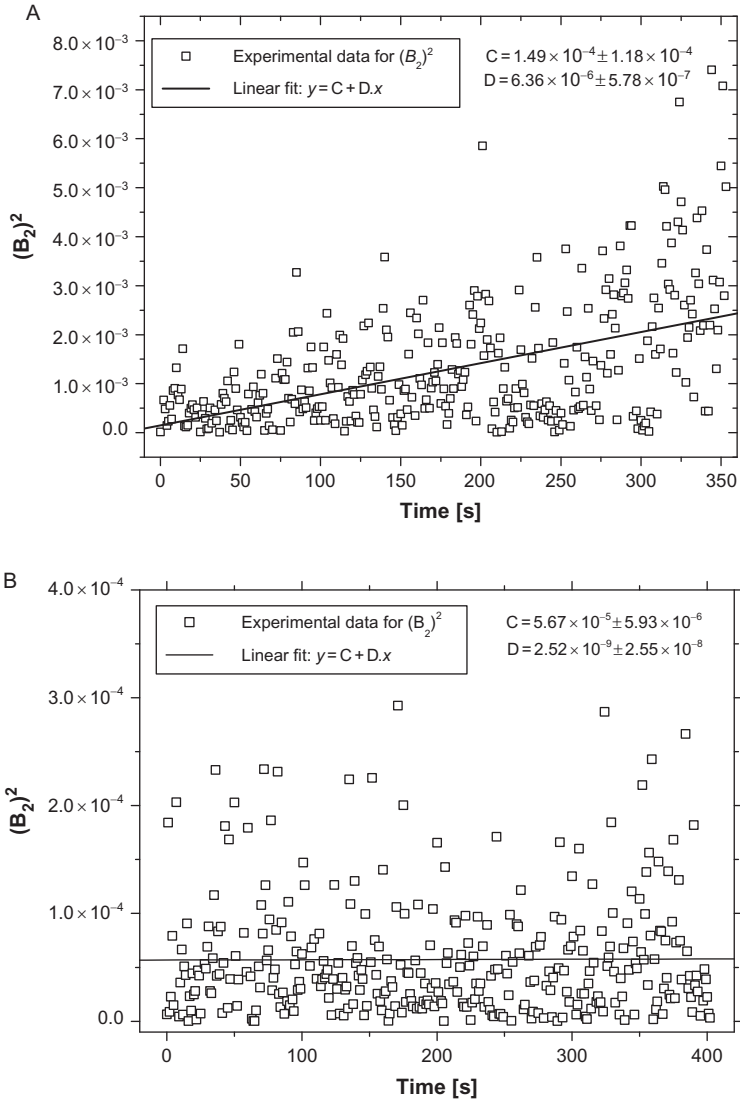 A
8.0 × 10⁻³
7.0 × 10⁻³
6.0 × 10⁻³
5.0 × 10⁻³
4.0 × 10⁻³
3.0 × 10⁻³
2.0 × 10⁻³
1.0 × 10⁻³
0.0
(B₂)²
Experimental data for (B₂)²
Linear fit: y = C + D.x
C = 1.49 × 10⁻⁴ ± 1.18 × 10⁻⁴
D = 6.36 × 10⁻⁶ ± 5.78 × 10⁻⁷
0 50 100 150 200 250 300 350
Time [s]
B
4.0 × 10⁻⁴
3.0 × 10⁻⁴
2.0 × 10⁻⁴
1.0 × 10⁻⁴
0.0
(B₂)²
Experimental data for (B₂)²
Linear fit: y = C + D.x
C = 5.67 × 10⁻⁵ ± 5.93 × 10⁻⁶
D = 2.52 × 10⁻⁹ ± 2.55 × 10⁻⁸
0 100 200 300 400
Time [s]